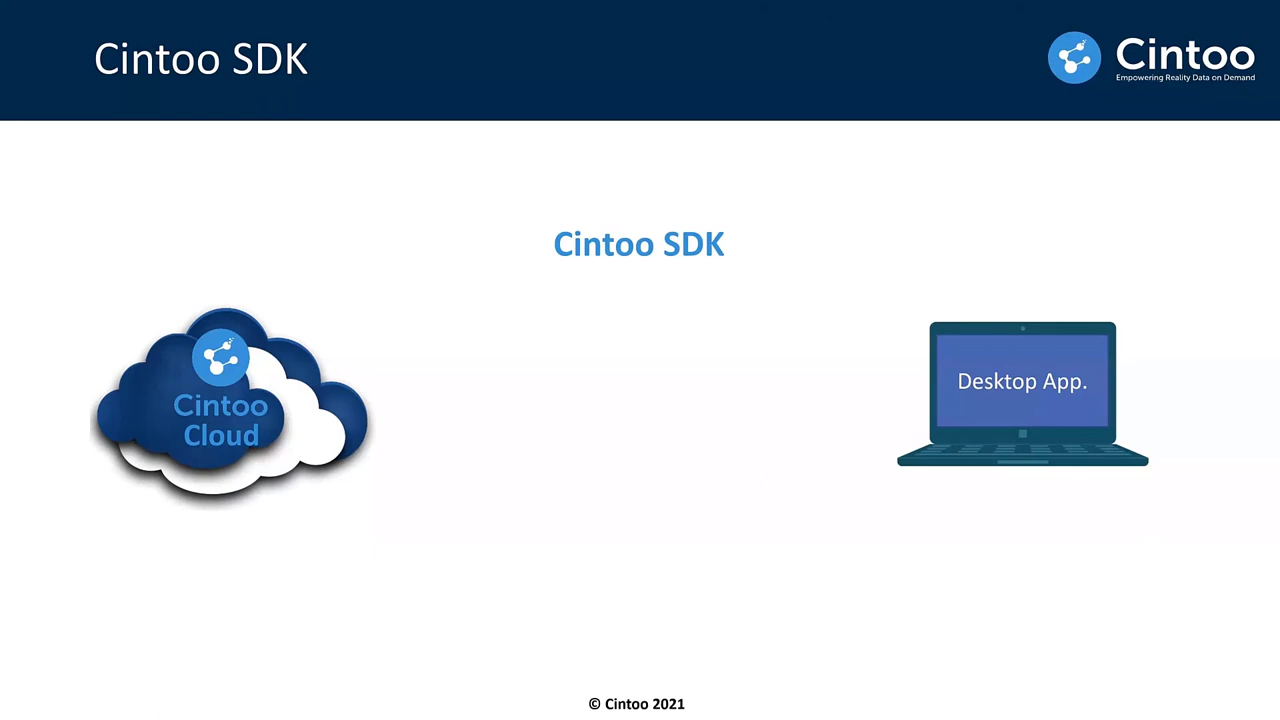 Cintoo SDK
Cintoo
Empowering Reality Data on Demand
Cintoo SDK
Cintoo
Cloud
Desktop App.
© Cintoo 2021